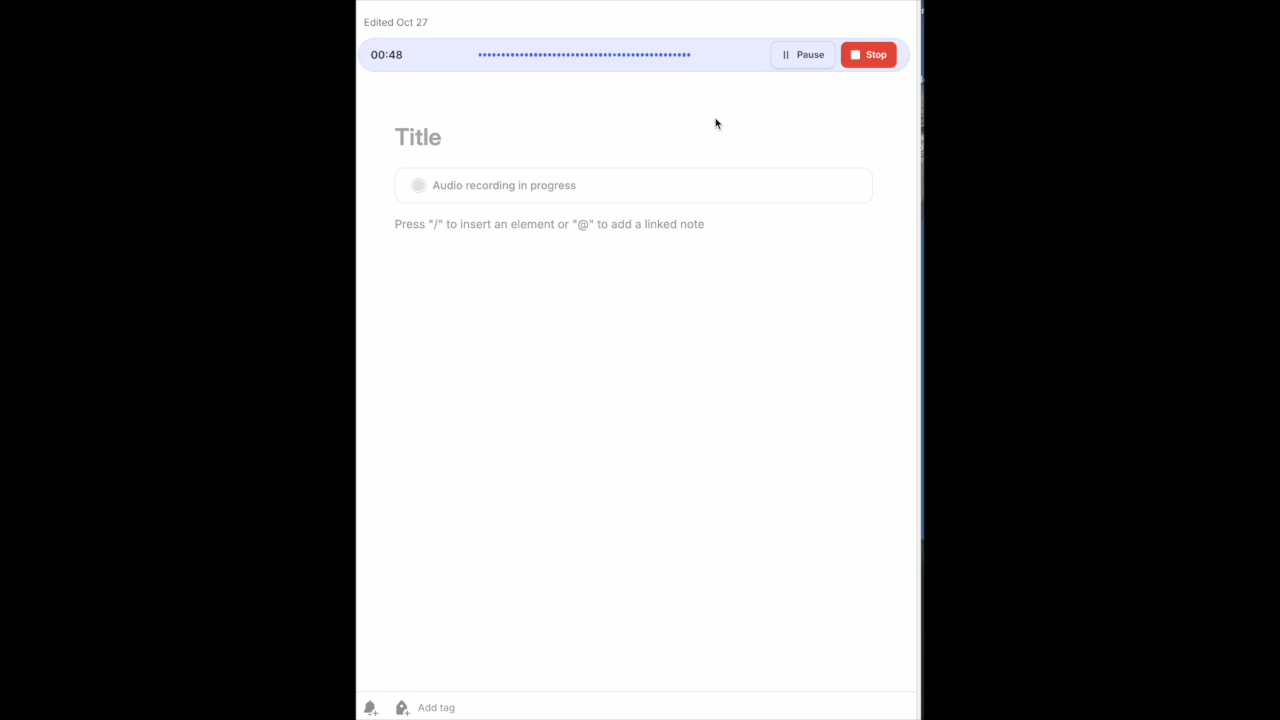 Edited Oct 27
00:48 Pause Stop
Title
Audio recording in progress
Press "/" to insert an element or "@" to add a linked note
Add tag